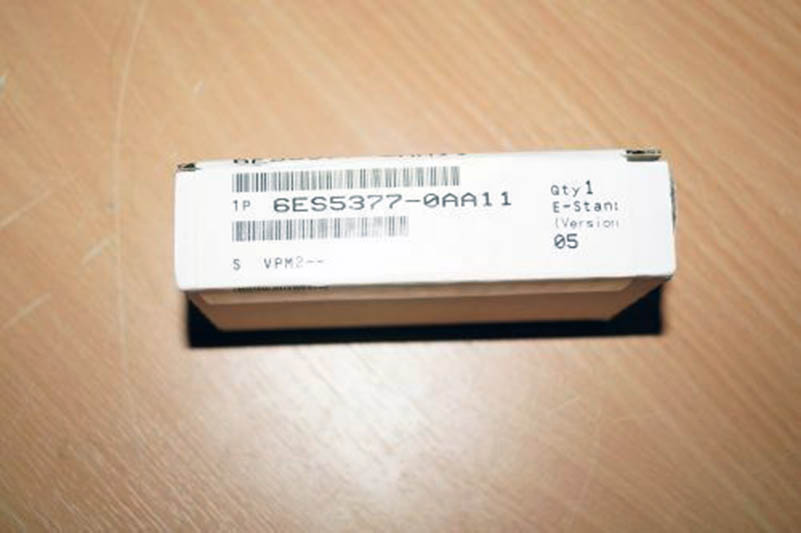 1P 6ES5377-0AA11
Qty 1
E-Stan
(Version
05
S VPM2--